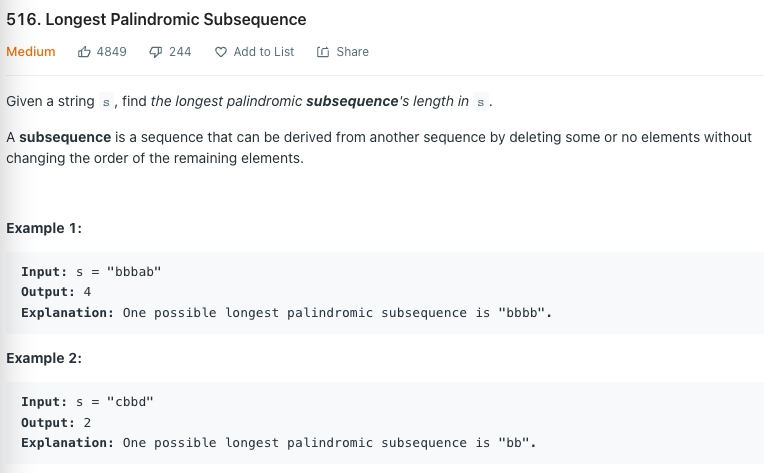 516. Longest Palindromic Subsequence
Medium 4849 244 Add to List Share
Given a string s, find the longest palindromic subsequence's length in s.
A subsequence is a sequence that can be derived from another sequence by deleting some or no elements without
changing the order of the remaining elements.
Example 1:
Input: s = "bbbab"
Output: 4
Explanation: One possible longest palindromic subsequence is "bbbb".
Example 2:
Input: s = "cbbd"
Output: 2
Explanation: One possible longest palindromic subsequence is "bb".